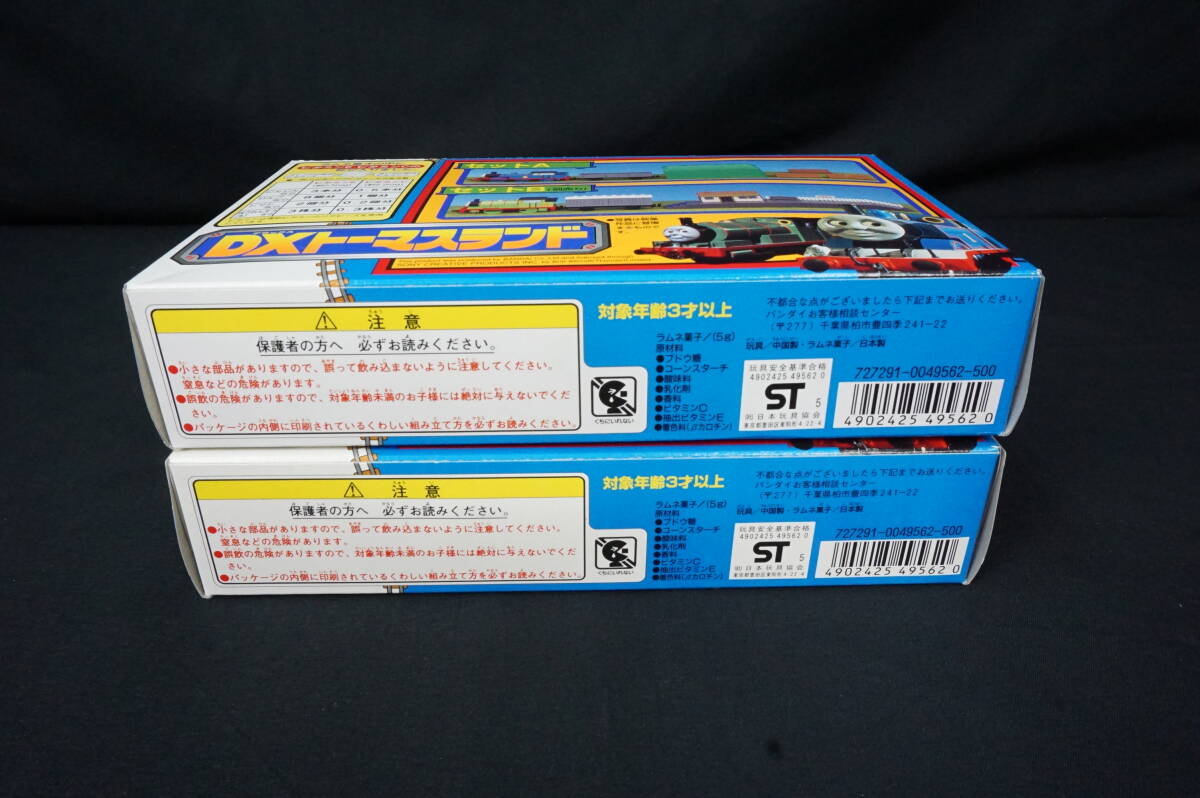 セットA
セットB
DXトーマスランド
注意
保護者の方へ 必ずお読みください。
●小さな部品がありますので、誤って飲み込まないように注意してください。
窒息などの危険があります。
●誤飲の危険がありますので、対象年齢未満のお子様には絶対に与えないでください。
●パッケージの内側に印刷されているくわしい組み立て方を必ずお読みください。
くちにいれない
対象年齢3才以上
ラムネ菓子/(5g)
原材料
●ブドウ糖
●コーンスターチ
●酸味料
●乳化剤
●香料
●ビタミンC
●抽出ビタミンE
●着色料(βカロチン)
不都合な点がございましたら下記までお送りください。
バンダイお客様相談センター
(〒277) 千葉県柏市豊四季241-22
玩具/中国製・ラムネ菓子/日本製
玩具安全基準合格
4902425 49562 0
ST
5
日本玩具協会
727291-0049562-500
4902425 495620
注意
保護者の方へ 必ずお読みください。
●小さな部品がありますので、誤って飲み込まないように注意してください。
窒息などの危険があります。
●誤飲の危険がありますので、対象年齢未満のお子様には絶対に与えないでください。
●パッケージの内側に印刷されているくわしい組み立て方を必ずお読みください。
くちにいれない
対象年齢3才以上
ラムネ菓子/(5g)
原材料
●ブドウ糖
●コーンスターチ
●酸味料
●乳化剤
●香料
●ビタミンC
●抽出ビタミンE
●着色料(βカロチン)
不都合な点がございましたら下記までお送りください。
バンダイお客様相談センター
(〒277) 千葉県柏市豊四季241-22
玩具/中国製・ラムネ菓子/日本製
玩具安全基準合格
4902425 49562 0
ST
5
日本玩具協会
727291-0049562-500
4902425 495620